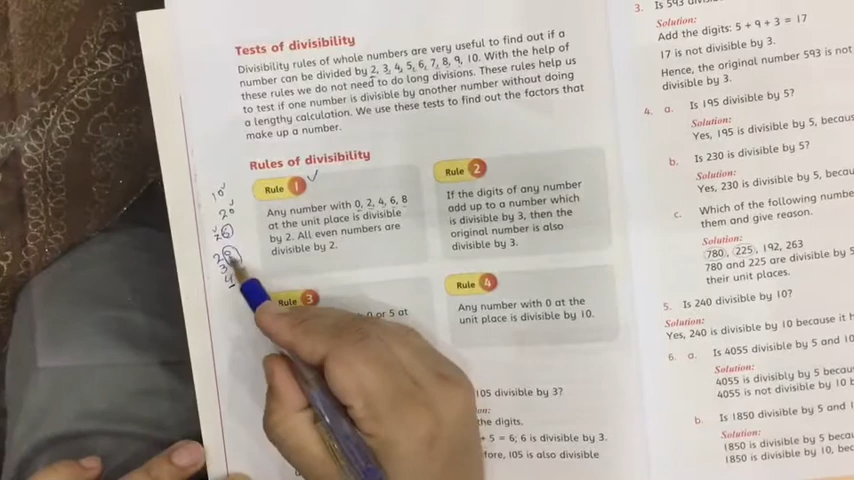 Tests of divisibility
Divisibility rules of whole numbers are very useful to find out if a
number can be divided by 2, 3, 4, 5, 6, 7, 8, 9, 10. With the help of
these rules we do not need to do long divisions. These rules help us
to test if one number is divisible by another number without doing
a lengthy calculation. We use these tests to find out the factors that
make up a number.
Rules of divisibility
Rule 1
Any number with 0, 2, 4, 6, 8
at the unit place is divisible
by 2. All even numbers are
divisible by 2.
Rule 2
If the digits of any number
add up to a number which
is divisible by 3, then the
original number is also
divisible by 3.
Rule 3
0 or 5 at
Rule 4
Any number with 0 at the
unit place is divisible by 10.
105 divisible by 3?
the digits.
+ 5 = 6; 6 is divisible by 3.
105 is also divisible
10
20
26
3. Is 593
Solution:
Add the digits: 5 + 9 + 3 = 17
17 is not divisible by 3.
Hence, the original number 593 is not
divisible by 3.
4. a. Is 195 divisible by 5?
Solution:
Yes, 195 is divisible by 5,
b. Is 230 divisible by 5?
Solution:
Yes, 230 is divisible by 5,
c. Which of the following
them and give reason.
Solution:
780, 225, 192, 263
780 and 225 are divisible
their unit places.
5. Is 240 divisible by 10?
Solution:
Yes, 240 is divisible by 10 because it
6. a. Is 4055 divisible by 5 and
Solution:
4055 is divisibly by 5
4055 is not divisible by
b. Is 1850 divisible by 5 and
Solution:
1850 is divisible by 5
1850 is divisible by 10,